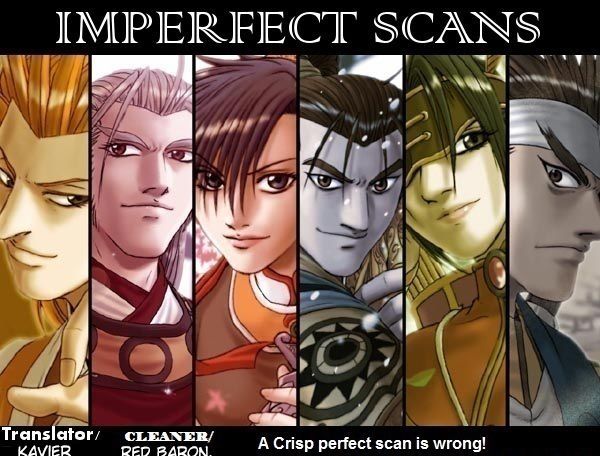 IMPERFECT SCANS
Translator/
KAVIER
CLEANER/
RED BARON.
A Crisp perfect scan is wrong!